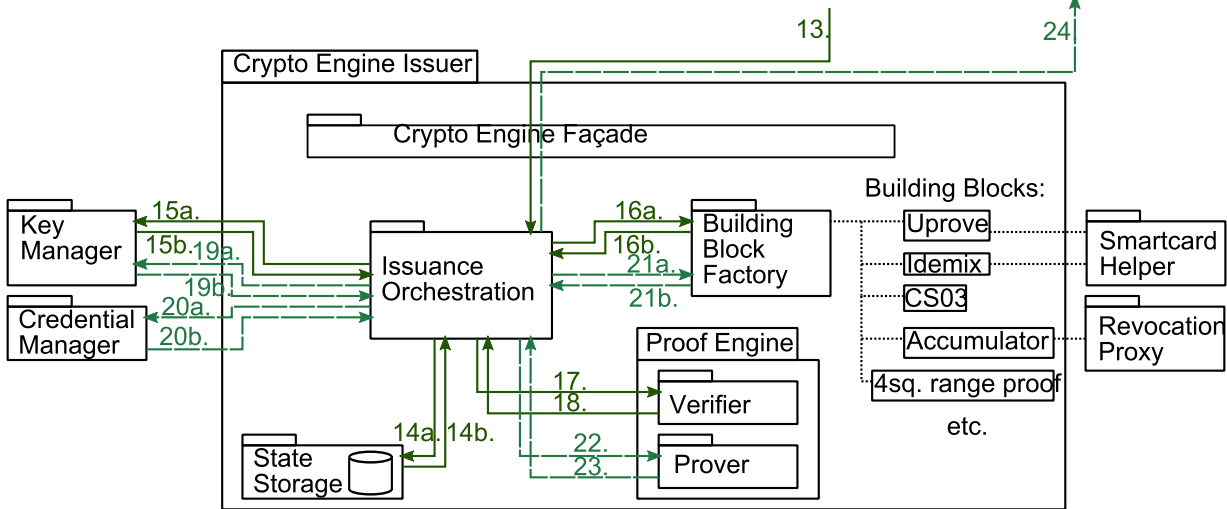 13.
24.
Crypto Engine Issuer
Crypto Engine Façade
Building Blocks:
15a.
Key
Manager
15b.
19a.
19b.
20a.
Credential
Manager
20b.
Issuance
Orchestration
16a.
16b.
21a.
21b.
Building
Block
Factory
Uprove
Idemix
CS03
Accumulator
4sq. range proof
etc.
Smartcard
Helper
Revocation
Proxy
Proof Engine
17.
18.
Verifier
22.
23.
Prover
14a.
14b.
State
Storage